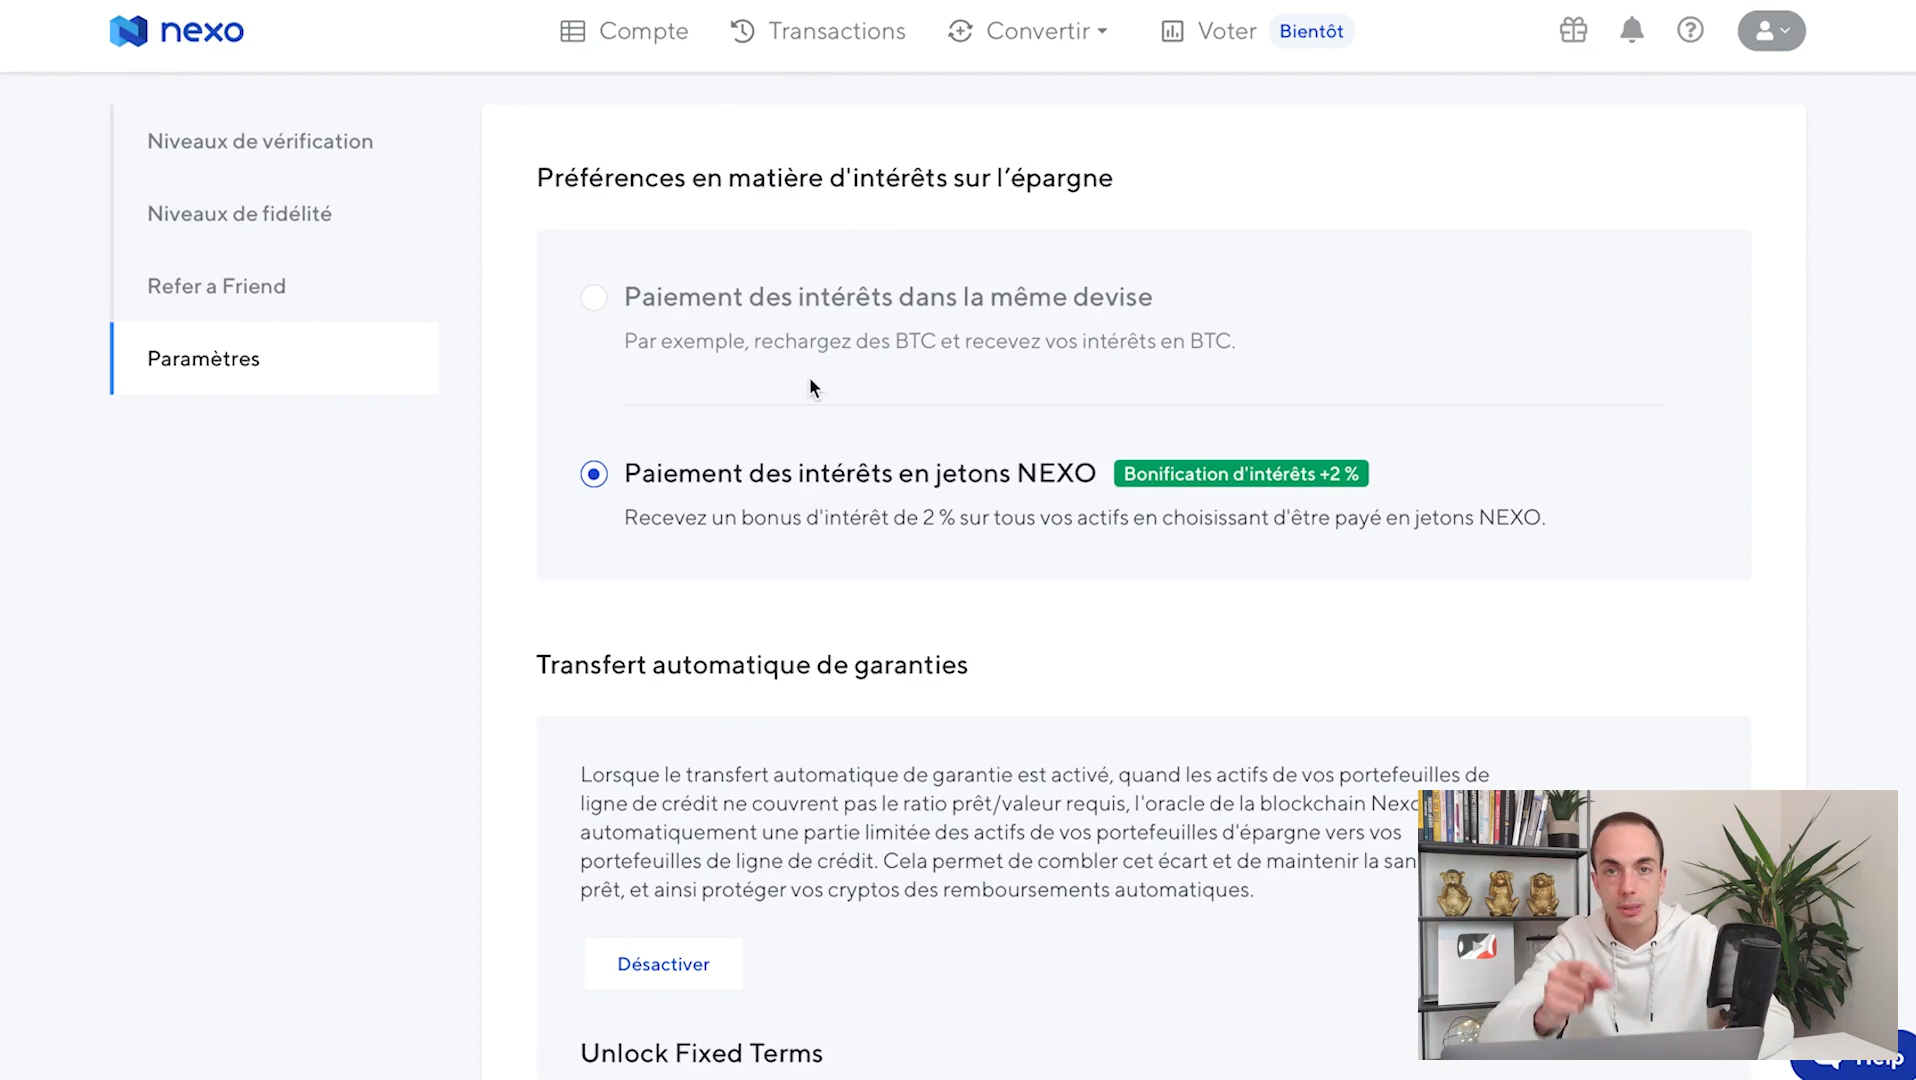 nexo
Compte
Transactions
Convertir
Voter
Bientôt
Niveaux de vérification
Niveaux de fidélité
Refer a Friend
Paramètres
Préférences en matière d'intérêts sur l’épargne
Paiement des intérêts dans la même devise
Par exemple, rechargez des BTC et recevez vos intérêts en BTC.
Paiement des intérêts en jetons NEXO
Bonification d'intérêts +2 %
Recevez un bonus d'intérêt de 2 % sur tous vos actifs en choisissant d'être payé en jetons NEXO.
Transfert automatique de garanties
Lorsque le transfert automatique de garantie est activé, quand les actifs de vos portefeuilles de
ligne de crédit ne couvrent pas le ratio prêt/valeur requis, l'oracle de la blockchain Nexo
automatiquement une partie limitée des actifs de vos portefeuilles d'épargne vers vos
portefeuilles de ligne de crédit. Cela permet de combler cet écart et de maintenir la
prêt, et ainsi protéger vos cryptos des remboursements automatiques.
Désactiver
Unlock Fixed Terms
Help